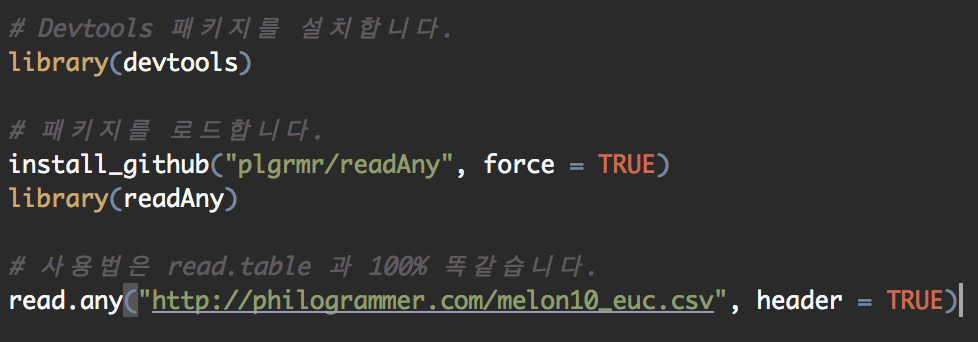 # Devtools 패키지를 설치합니다.
library(devtools)
# 패키지를 로드합니다.
install_github("plgrmr/readAny", force = TRUE)
library(readAny)
# 사용법은 read.table 과 100% 똑같습니다.
read.any("http://philogrammer.com/melon10_euc.csv", header = TRUE)